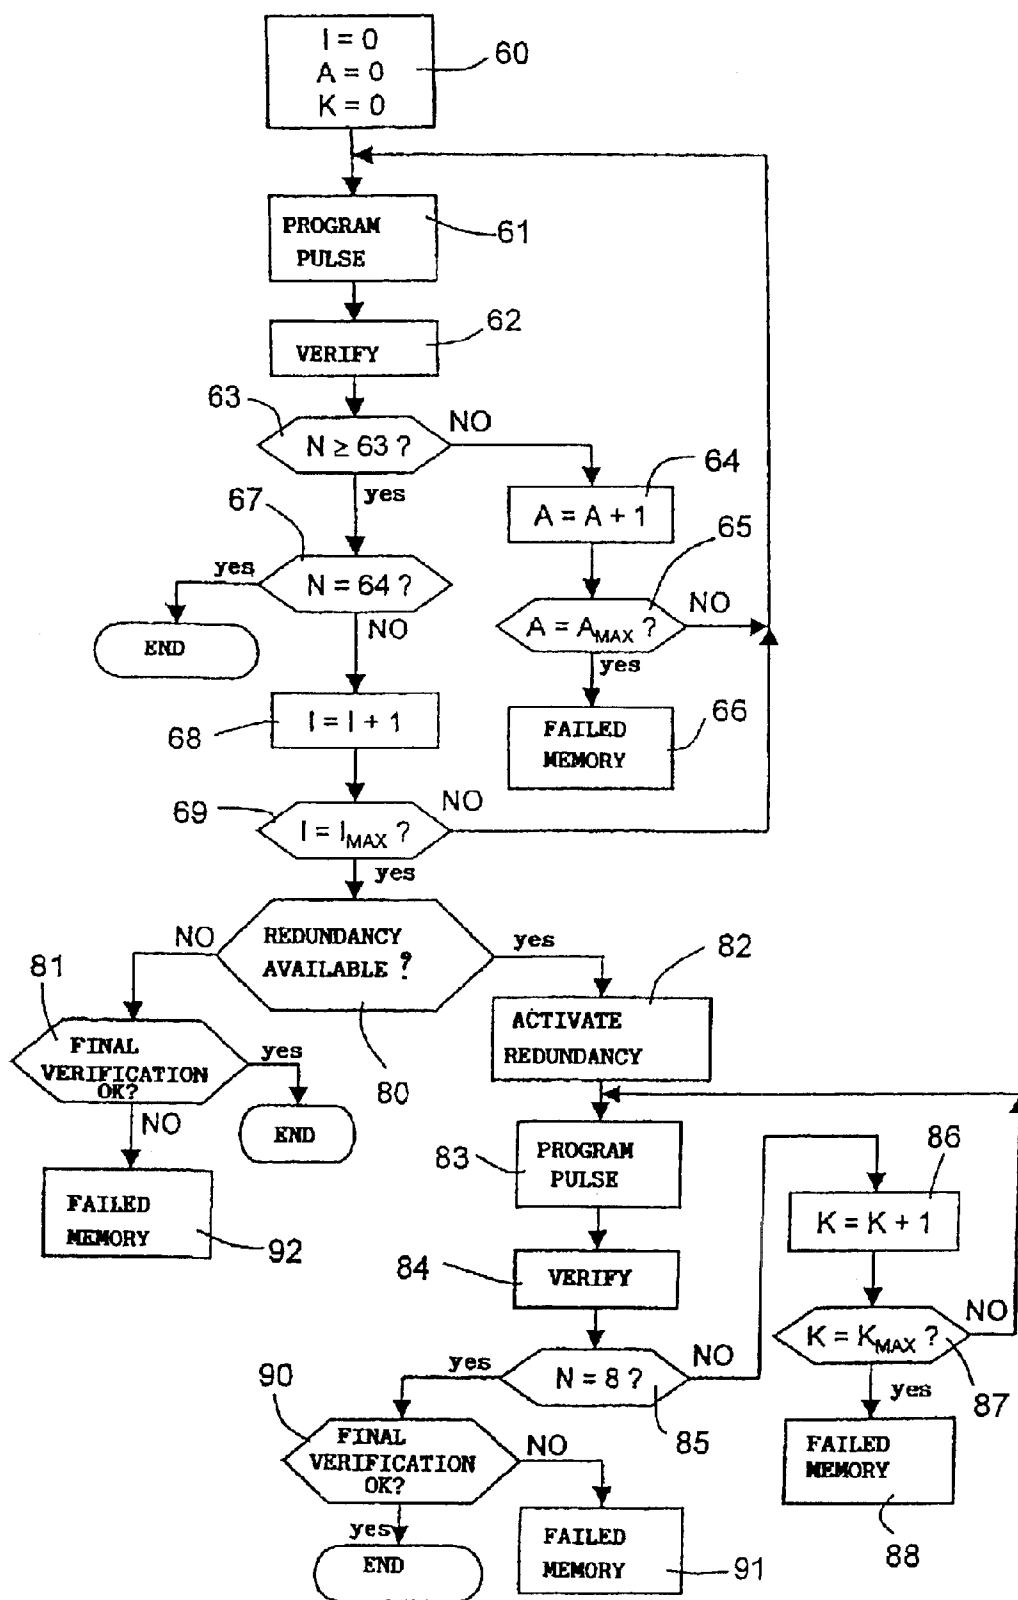 I = 0
A = 0
K = 0
60
PROGRAM
PULSE
61
VERIFY
62
63
N ≥ 63 ?
NO
yes
64
A = A + 1
65
67
N = 64 ?
yes
NO
END
A = AMAX ?
NO
yes
66
FAILED
MEMORY
68
I = I + 1
69
I = IMAX ?
NO
yes
REDUNDANCY
AVAILABLE ?
80
NO
yes
81
FINAL
VERIFICATION
OK?
yes
END
NO
FAILED
MEMORY
92
82
ACTIVATE
REDUNDANCY
83
PROGRAM
PULSE
84
VERIFY
N = 8 ?
85
yes
NO
86
K = K + 1
K = KMAX ?
NO
87
yes
FAILED
MEMORY
88
90
FINAL
VERIFICATION
OK?
NO
yes
END
FAILED
MEMORY
91